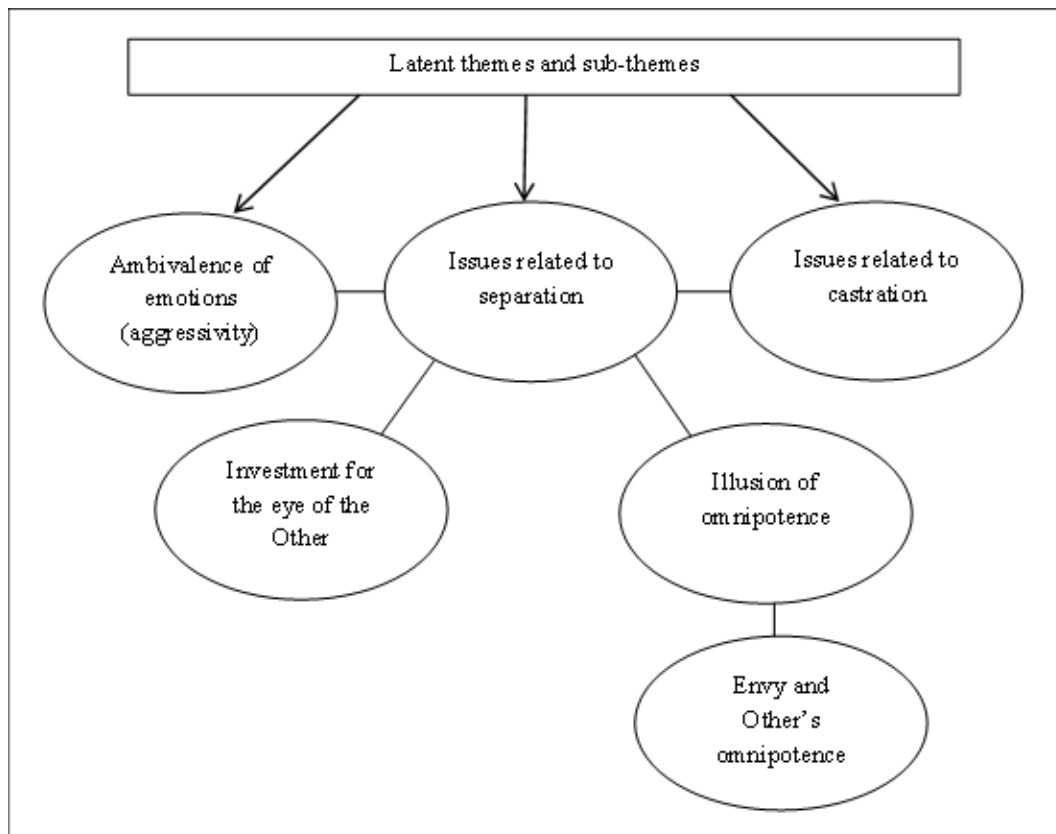 Latent themes and sub-themes
Ambivalence of
emotions
(aggressivity)
Issues related to
separation
Issues related to
castration
Investment for
the eye of the
Other
Illusion of
omnipotence
Envy and
Other’s
omnipotence